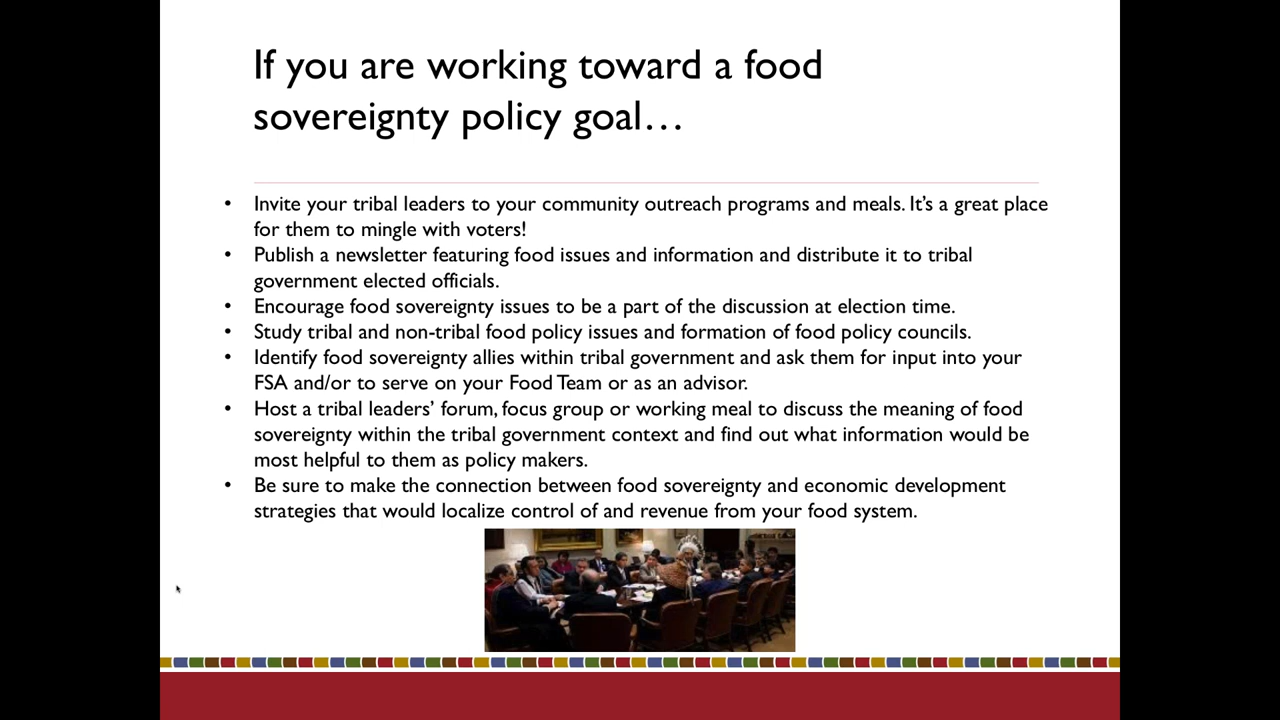 If you are working toward a food
sovereignty policy goal…
• Invite your tribal leaders to your community outreach programs and meals. It’s a great place
for them to mingle with voters!
• Publish a newsletter featuring food issues and information and distribute it to tribal
government elected officials.
• Encourage food sovereignty issues to be a part of the discussion at election time.
• Study tribal and non-tribal food policy issues and formation of food policy councils.
• Identify food sovereignty allies within tribal government and ask them for input into your
FSA and/or to serve on your Food Team or as an advisor.
• Host a tribal leaders’ forum, focus group or working meal to discuss the meaning of food
sovereignty within the tribal government context and find out what information would be
most helpful to them as policy makers.
• Be sure to make the connection between food sovereignty and economic development
strategies that would localize control of and revenue from your food system.